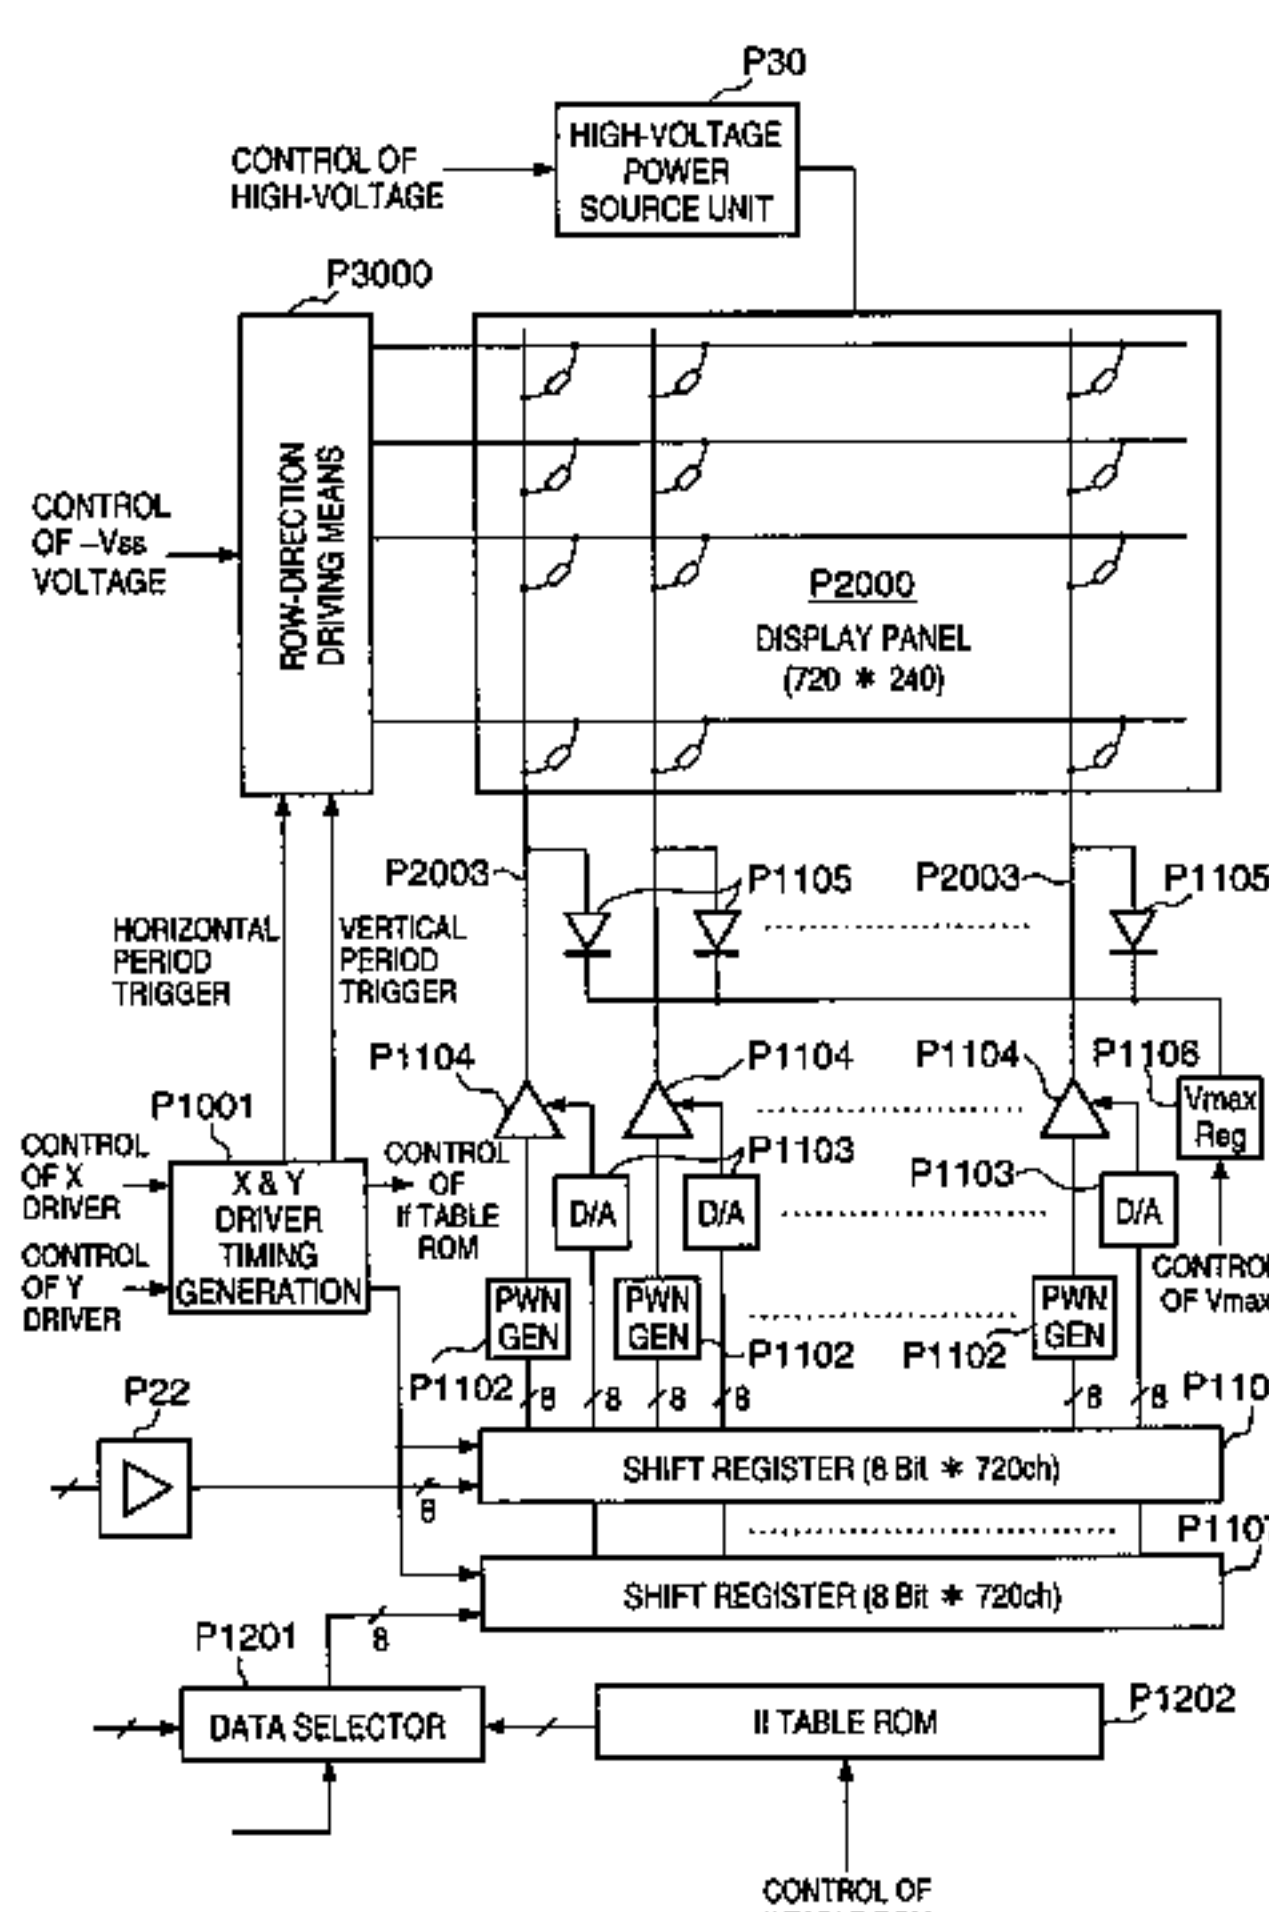 P30
HIGH-VOLTAGE
POWER
SOURCE UNIT
CONTROL OF
HIGH-VOLTAGE
P3000
ROW-DIRECTION
DRIVING MEANS
CONTROL
OF –Vss
VOLTAGE
P2000
DISPLAY PANEL
(720 * 240)
P2003
P1105
P2003
P1105
HORIZONTAL
PERIOD
TRIGGER
VERTICAL
PERIOD
TRIGGER
P1104
P1104
P1104
P1106
Vmax
Reg
P1001
CONTROL
OF X
DRIVER
X & Y
DRIVER
TIMING
GENERATION
CONTROL
OF
If TABLE
ROM
P1103
P1103
D/A
D/A
D/A
CONTROL
OF Y
DRIVER
CONTROL
OF Vmax
PWN
GEN
PWN
GEN
PWN
GEN
P1102
P1102
P1102
8
8
8
8
8
8
P110
P22
SHIFT REGISTER (8 Bit * 720ch)
8
P1107
SHIFT REGISTER (8 Bit * 720ch)
8
P1201
DATA SELECTOR
If TABLE ROM
P1202
CONTROL OF